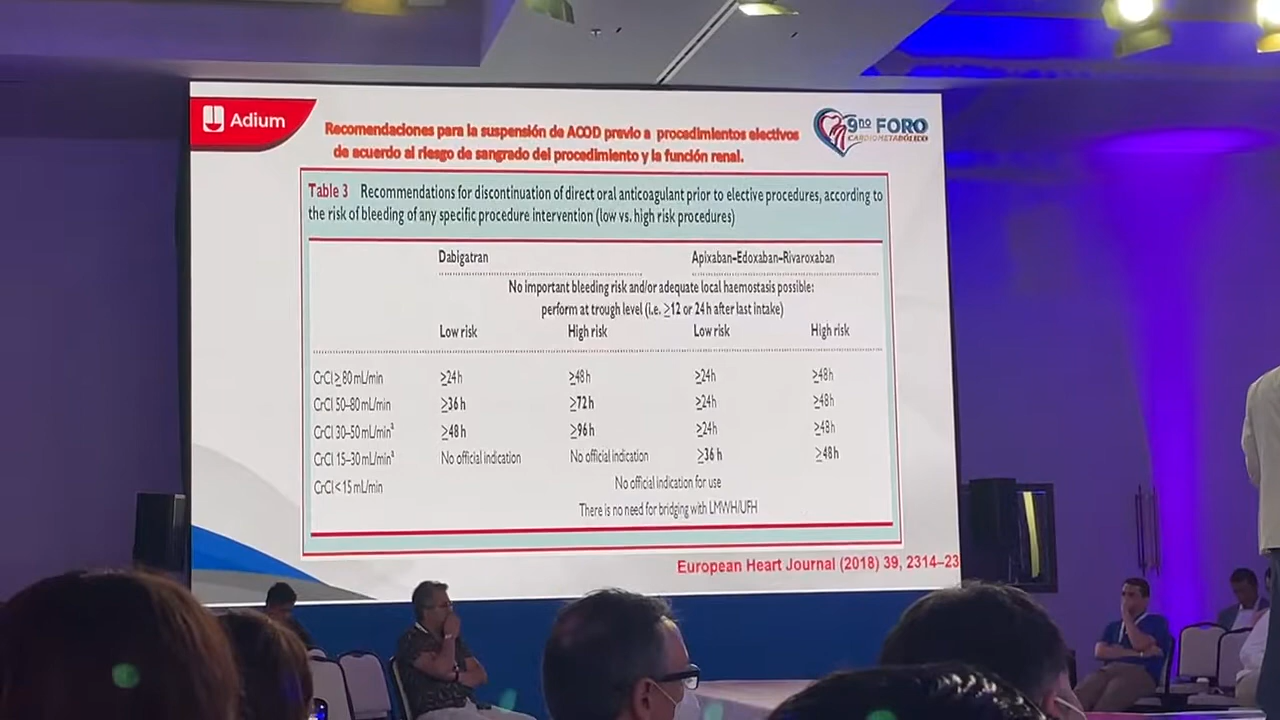 Adium
9no FORO
CARDIOMETABÓLICO
Recomendaciones para la suspensión de ACOD previo a procedimientos electivos
de acuerdo al riesgo de sangrado del procedimiento y la función renal.
Table 3 Recommendations for discontinuation of direct oral anticoagulant prior to elective procedures, according to
the risk of bleeding of any specific procedure intervention (low vs. high risk procedures)
Dabigatran Apixaban–Edoxaban–Rivaroxaban
No important bleeding risk and/or adequate local haemostasis possible:
perform at trough level (i.e. ≥12 or 24 h after last intake)
Low risk High risk Low risk High risk
CrCl ≥ 80 mL/min ≥24 h ≥48 h ≥24 h ≥48 h
CrCl 50–80 mL/min ≥36 h ≥72 h ≥24 h ≥48 h
CrCl 30–50 mL/min ≥48 h ≥96 h ≥24 h ≥48 h
CrCl 15–30 mL/min No official indication No official indication ≥36 h ≥48 h
CrCl < 15 mL/min No official indication for use
There is no need for bridging with LMWH/UFH
European Heart Journal (2018) 39, 2314–23